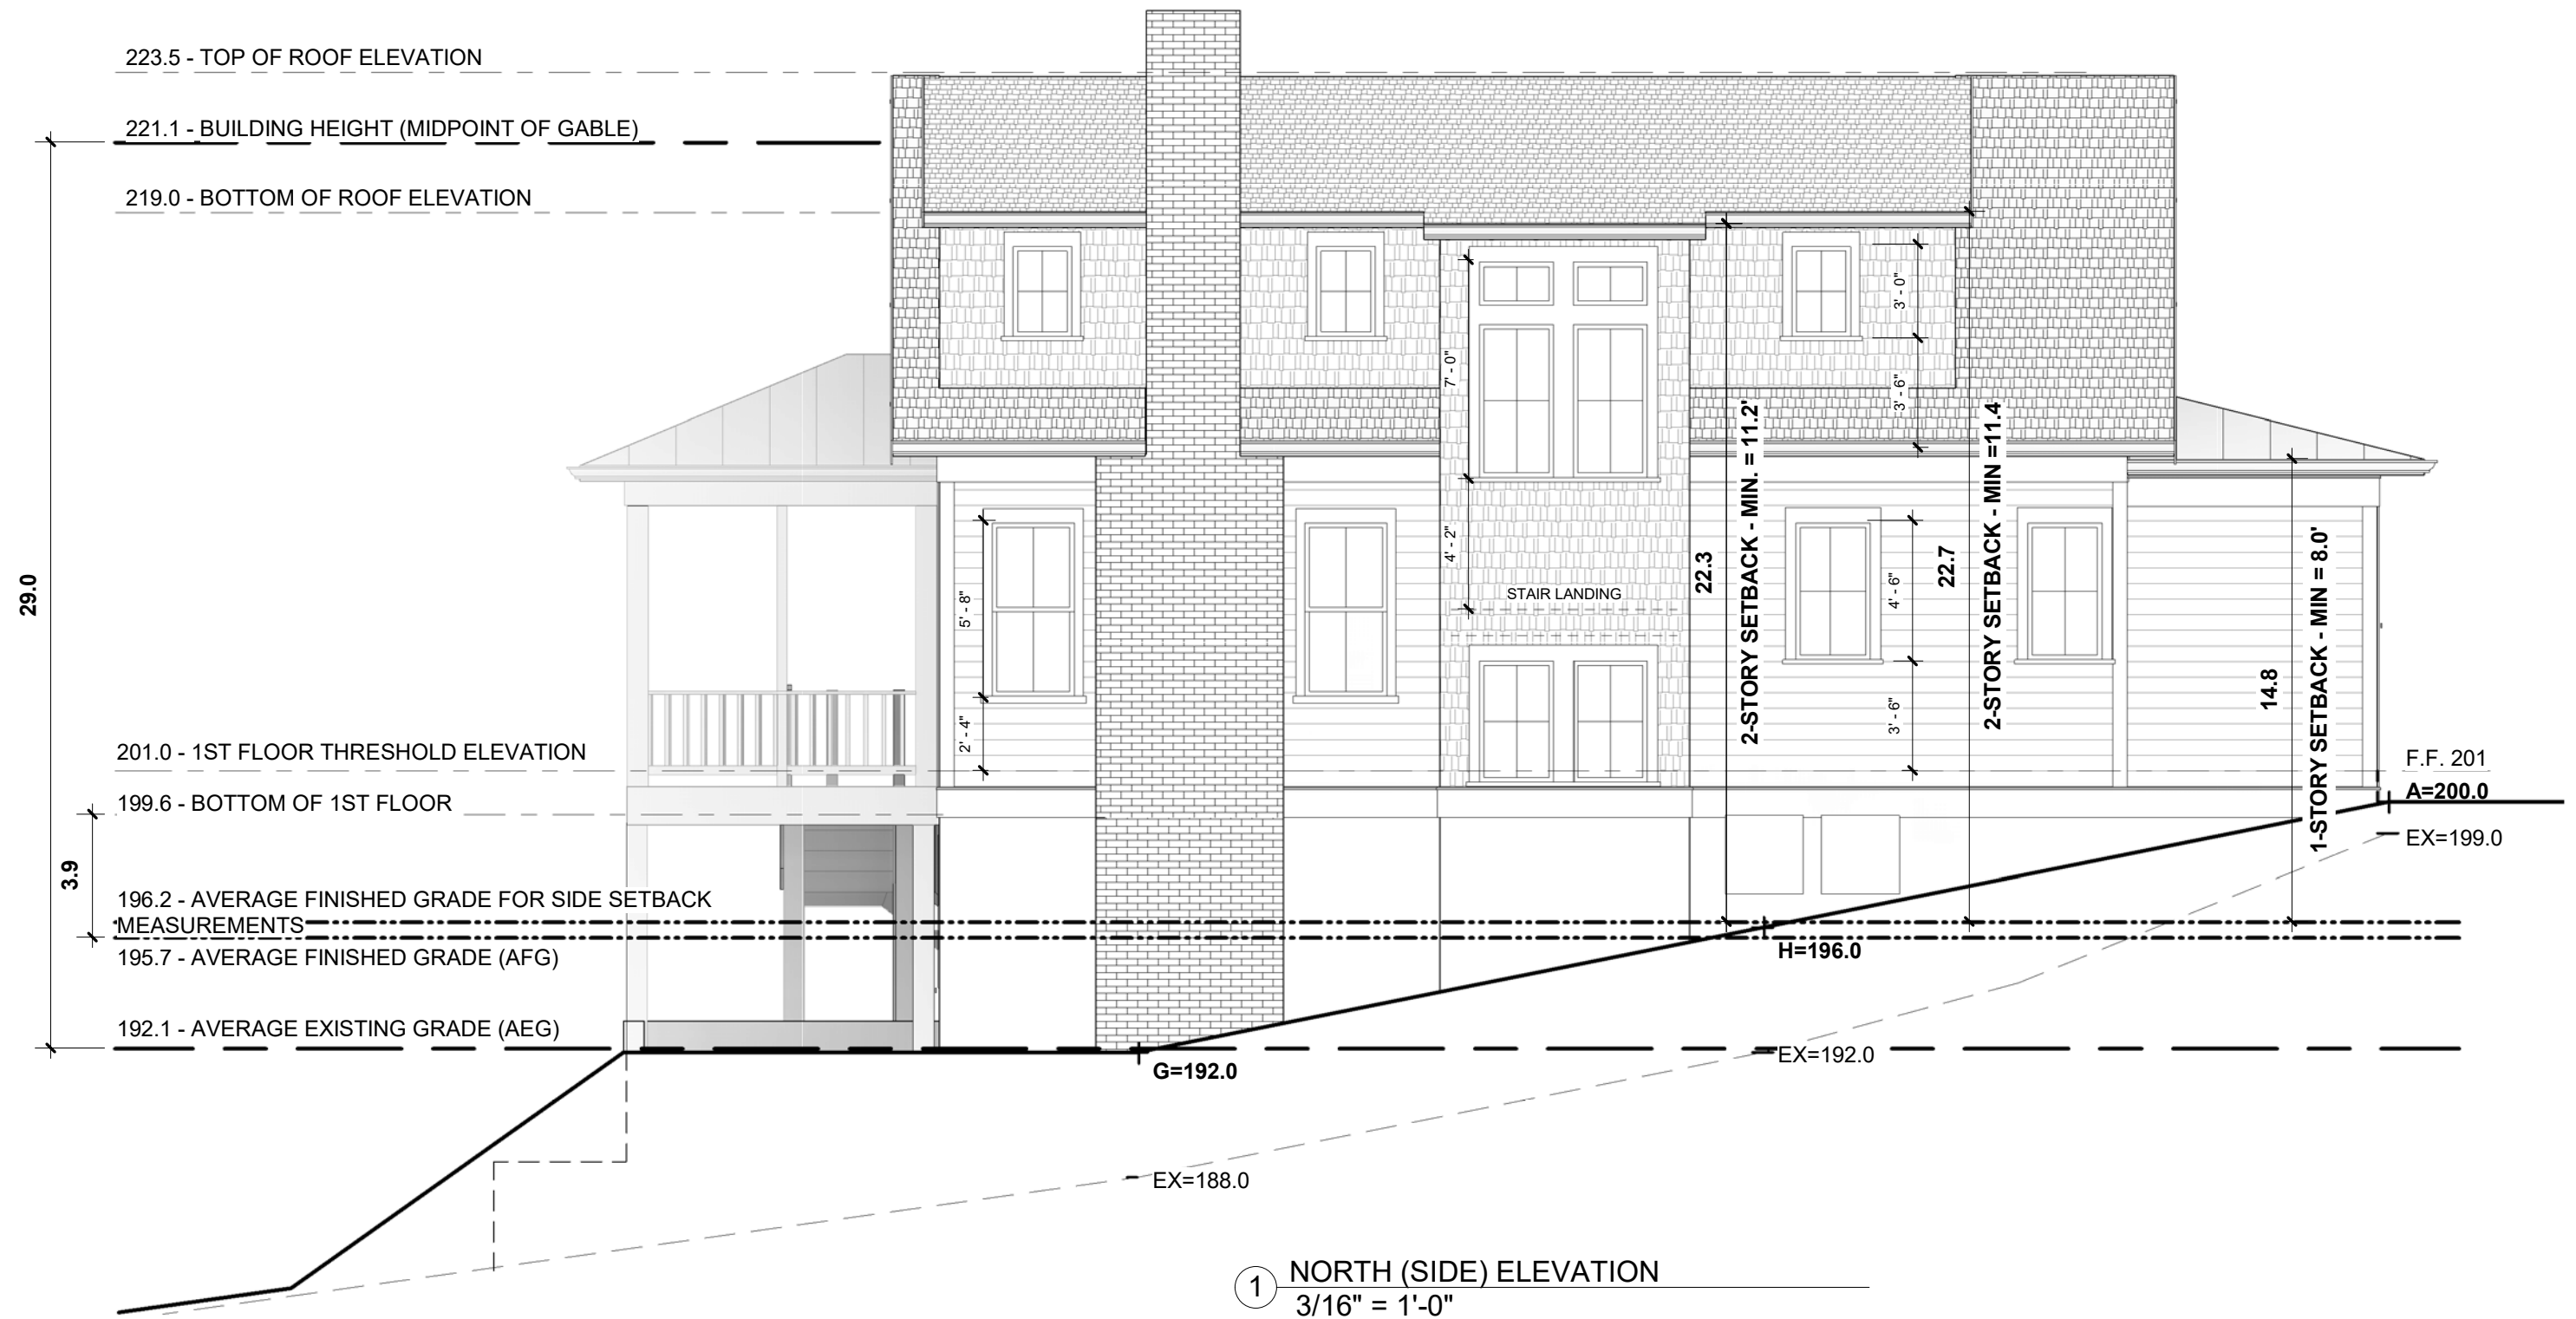 223.5 - TOP OF ROOF ELEVATION
221.1 - BUILDING HEIGHT (MIDPOINT OF GABLE)
219.0 - BOTTOM OF ROOF ELEVATION
29.0
201.0 - 1ST FLOOR THRESHOLD ELEVATION
199.6 - BOTTOM OF 1ST FLOOR
3.9
196.2 - AVERAGE FINISHED GRADE FOR SIDE SETBACK
MEASUREMENTS
195.7 - AVERAGE FINISHED GRADE (AFG)
192.1 - AVERAGE EXISTING GRADE (AEG)
5' - 8"
2' - 4"
7' - 0"
4' - 2"
STAIR LANDING
22.3
2-STORY SETBACK - MIN. = 11.2'
3' - 0"
3' - 6"
4' - 6"
3' - 6"
22.7
2-STORY SETBACK - MIN =11.4
14.8
1-STORY SETBACK - MIN = 8.0'
F.F. 201
A=200.0
EX=199.0
H=196.0
EX=192.0
G=192.0
EX=188.0
1
NORTH (SIDE) ELEVATION
3/16" = 1'-0"